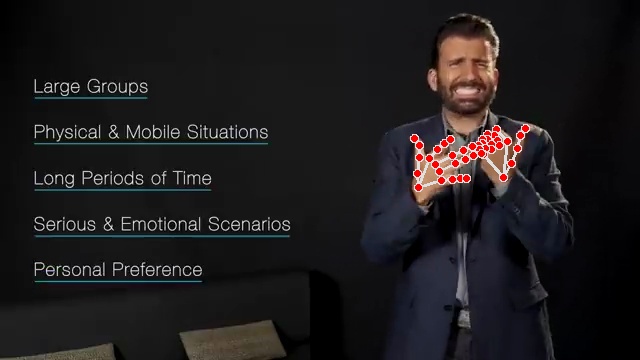 Large Groups
Physical & Mobile Situations
Long Periods of Time
Serious & Emotional Scenarios
Personal Preference